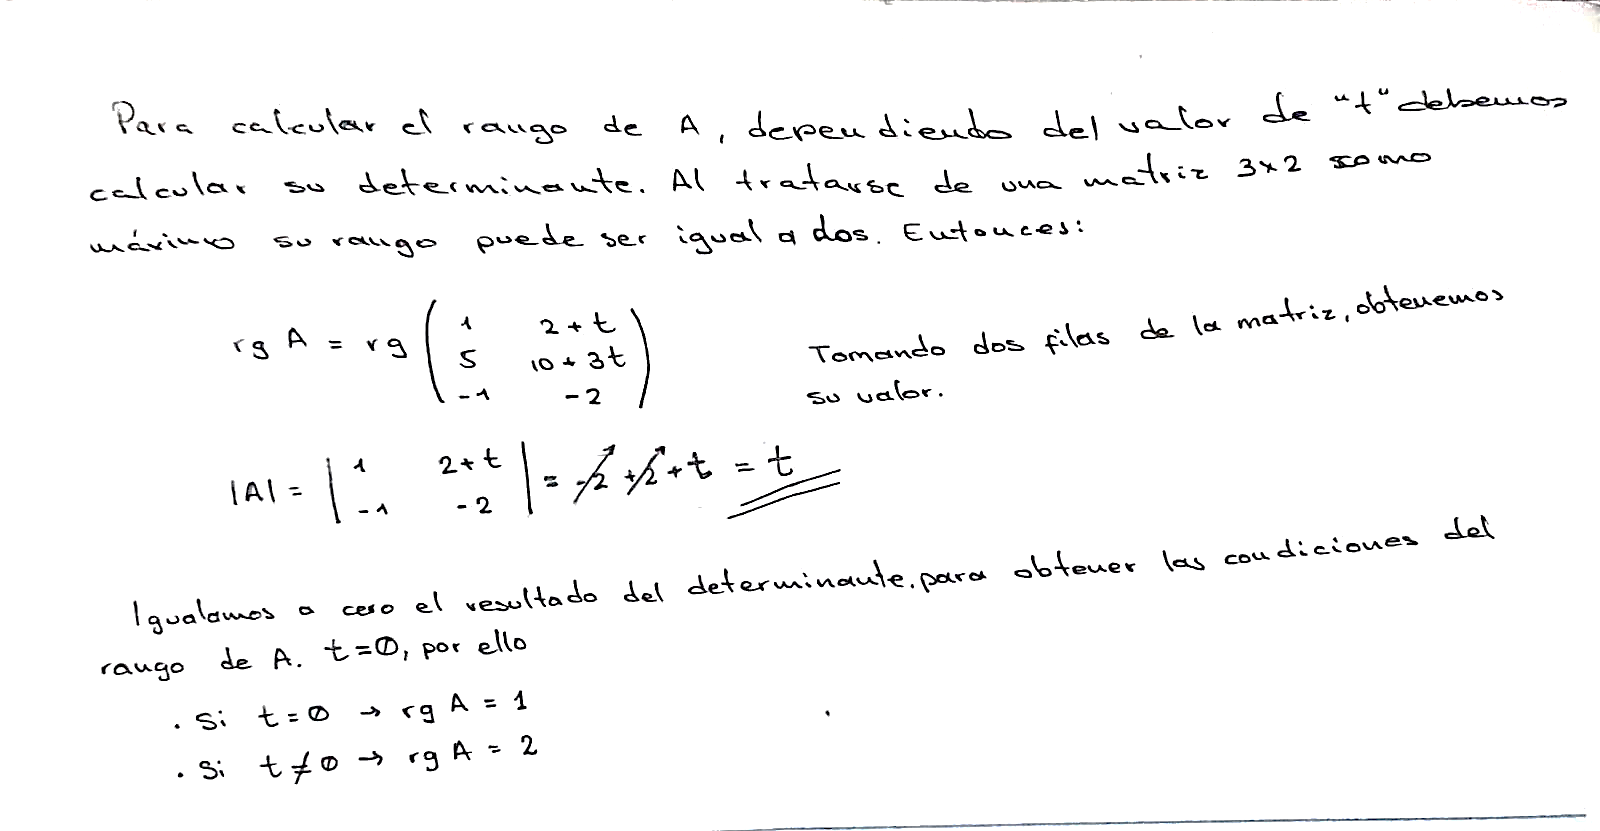 Para calcular el rango de A, dependiendo del valor de "t" debemos
calcular su determinante. Al tratarse de una matriz 3x2 como
máximo su rango puede ser igual a dos. Entonces:
rg A = rg ( 1 2+t
5 10+3t
-1 -2 )
Tomando dos filas de la matriz, obtenemos
su valor.
|A| = | 1 2+t
-1 -2 | = -2 +2 +t = t
Igualamos a cero el resultado del determinante. para obtener las condiciones del
rango de A. t=0, por ello
. Si t=0 → rg A = 1
. Si t≠0 → rg A = 2